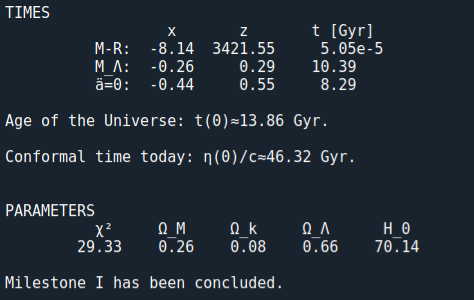 TIMES
x z t [Gyr]
M-R: -8.14 3421.55 5.05e-5
M_Λ: -0.26 0.29 10.39
ä=0: -0.44 0.55 8.29
Age of the Universe: t(0)≈13.86 Gyr.
Conformal time today: η(0)/c≈46.32 Gyr.
PARAMETERS
χ² Ω_M Ω_k Ω_Λ H_0
29.33 0.26 0.08 0.66 70.14
Milestone I has been concluded.